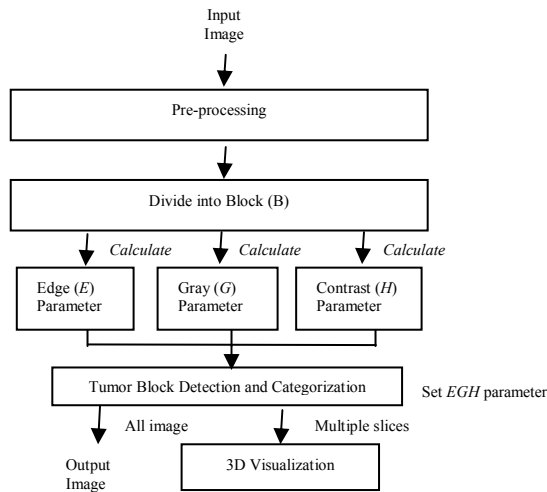 Input
Image
Pre-processing
Divide into Block (B)
Calculate
Calculate
Calculate
Edge (E)
Parameter
Gray (G)
Parameter
Contrast (H)
Parameter
Tumor Block Detection and Categorization
Set EGH parameter
All image
Multiple slices
Output
Image
3D Visualization